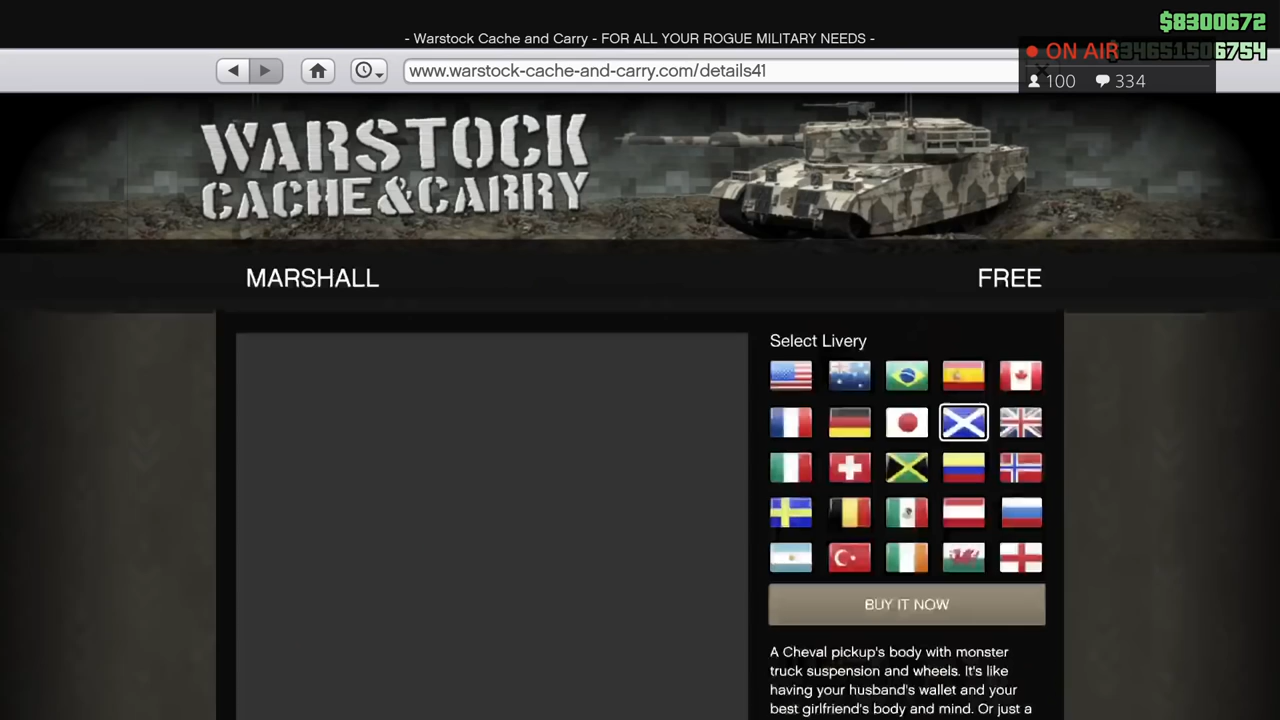 $8300672
- Warstock Cache and Carry - FOR ALL YOUR ROGUE MILITARY NEEDS -
ON AIR
$34651506754
www.warstock-cache-and-carry.com/details41
100 334
WARSTOCK
CACHE&CARRY
MARSHALL FREE
Select Livery
BUY IT NOW
A Cheval pickup's body with monster
truck suspension and wheels. It's like
having your husband's wallet and your
best girlfriend's body and mind. Or just a